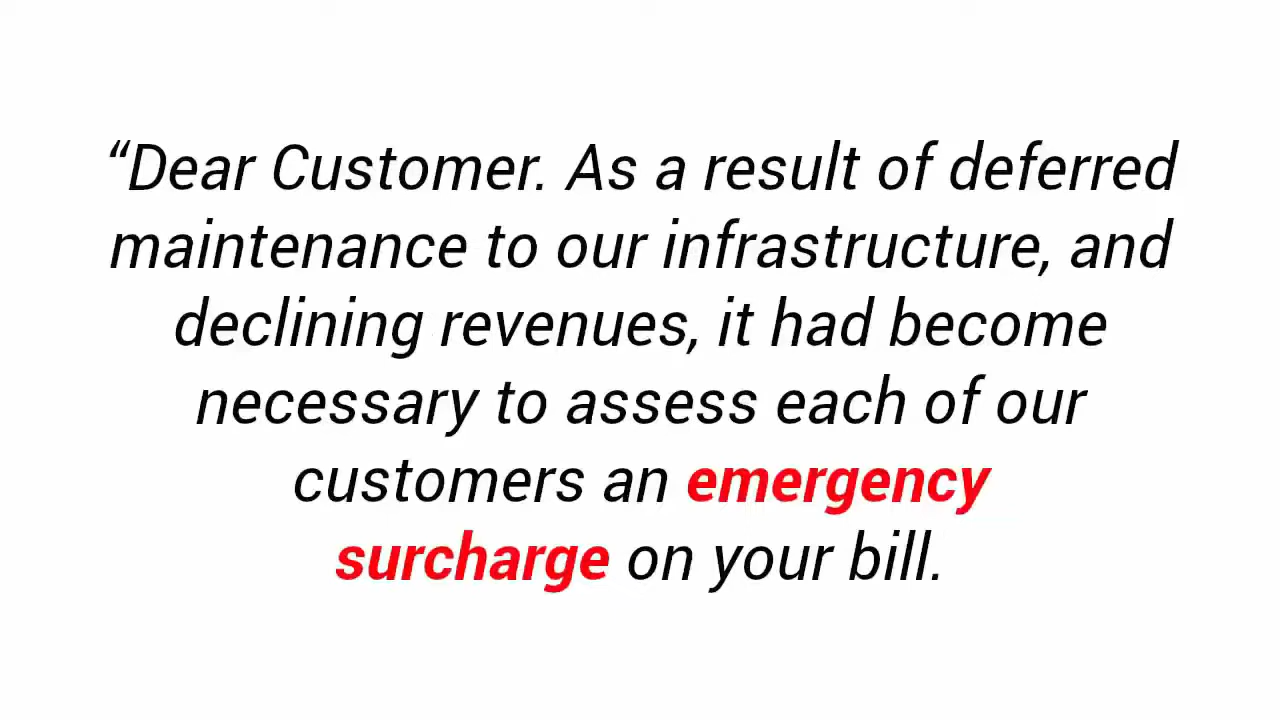 “Dear Customer. As a result of deferred
maintenance to our infrastructure, and
declining revenues, it had become
necessary to assess each of our
customers an emergency
surcharge on your bill.